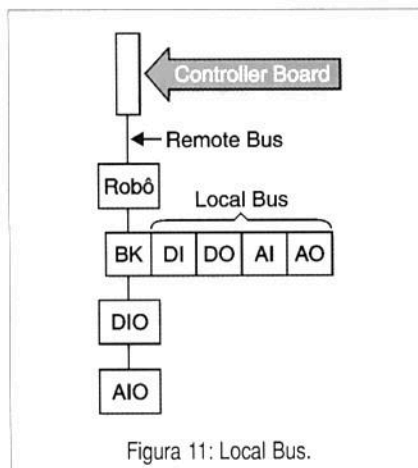 Controller Board
Remote Bus
Robô
Local Bus
BK DI DO AI AO
DIO
AIO
Figura 11: Local Bus.